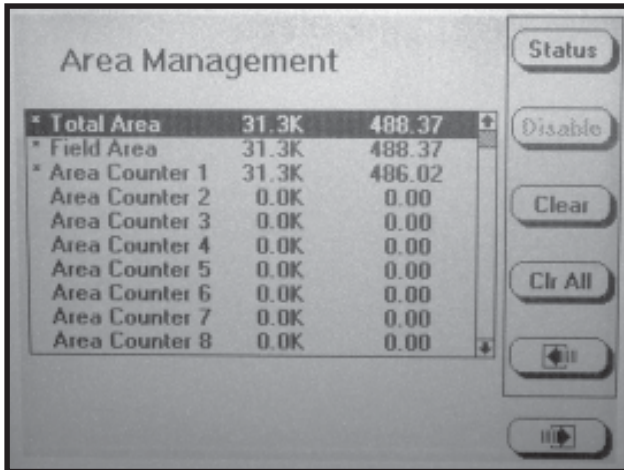 Area Management
* Total Area 31.3K 488.37
* Field Area 31.3K 488.37
* Area Counter 1 31.3K 486.02
Area Counter 2 0.0K 0.00
Area Counter 3 0.0K 0.00
Area Counter 4 0.0K 0.00
Area Counter 5 0.0K 0.00
Area Counter 6 0.0K 0.00
Area Counter 7 0.0K 0.00
Area Counter 8 0.0K 0.00
Status
Disable
Clear
Clr All